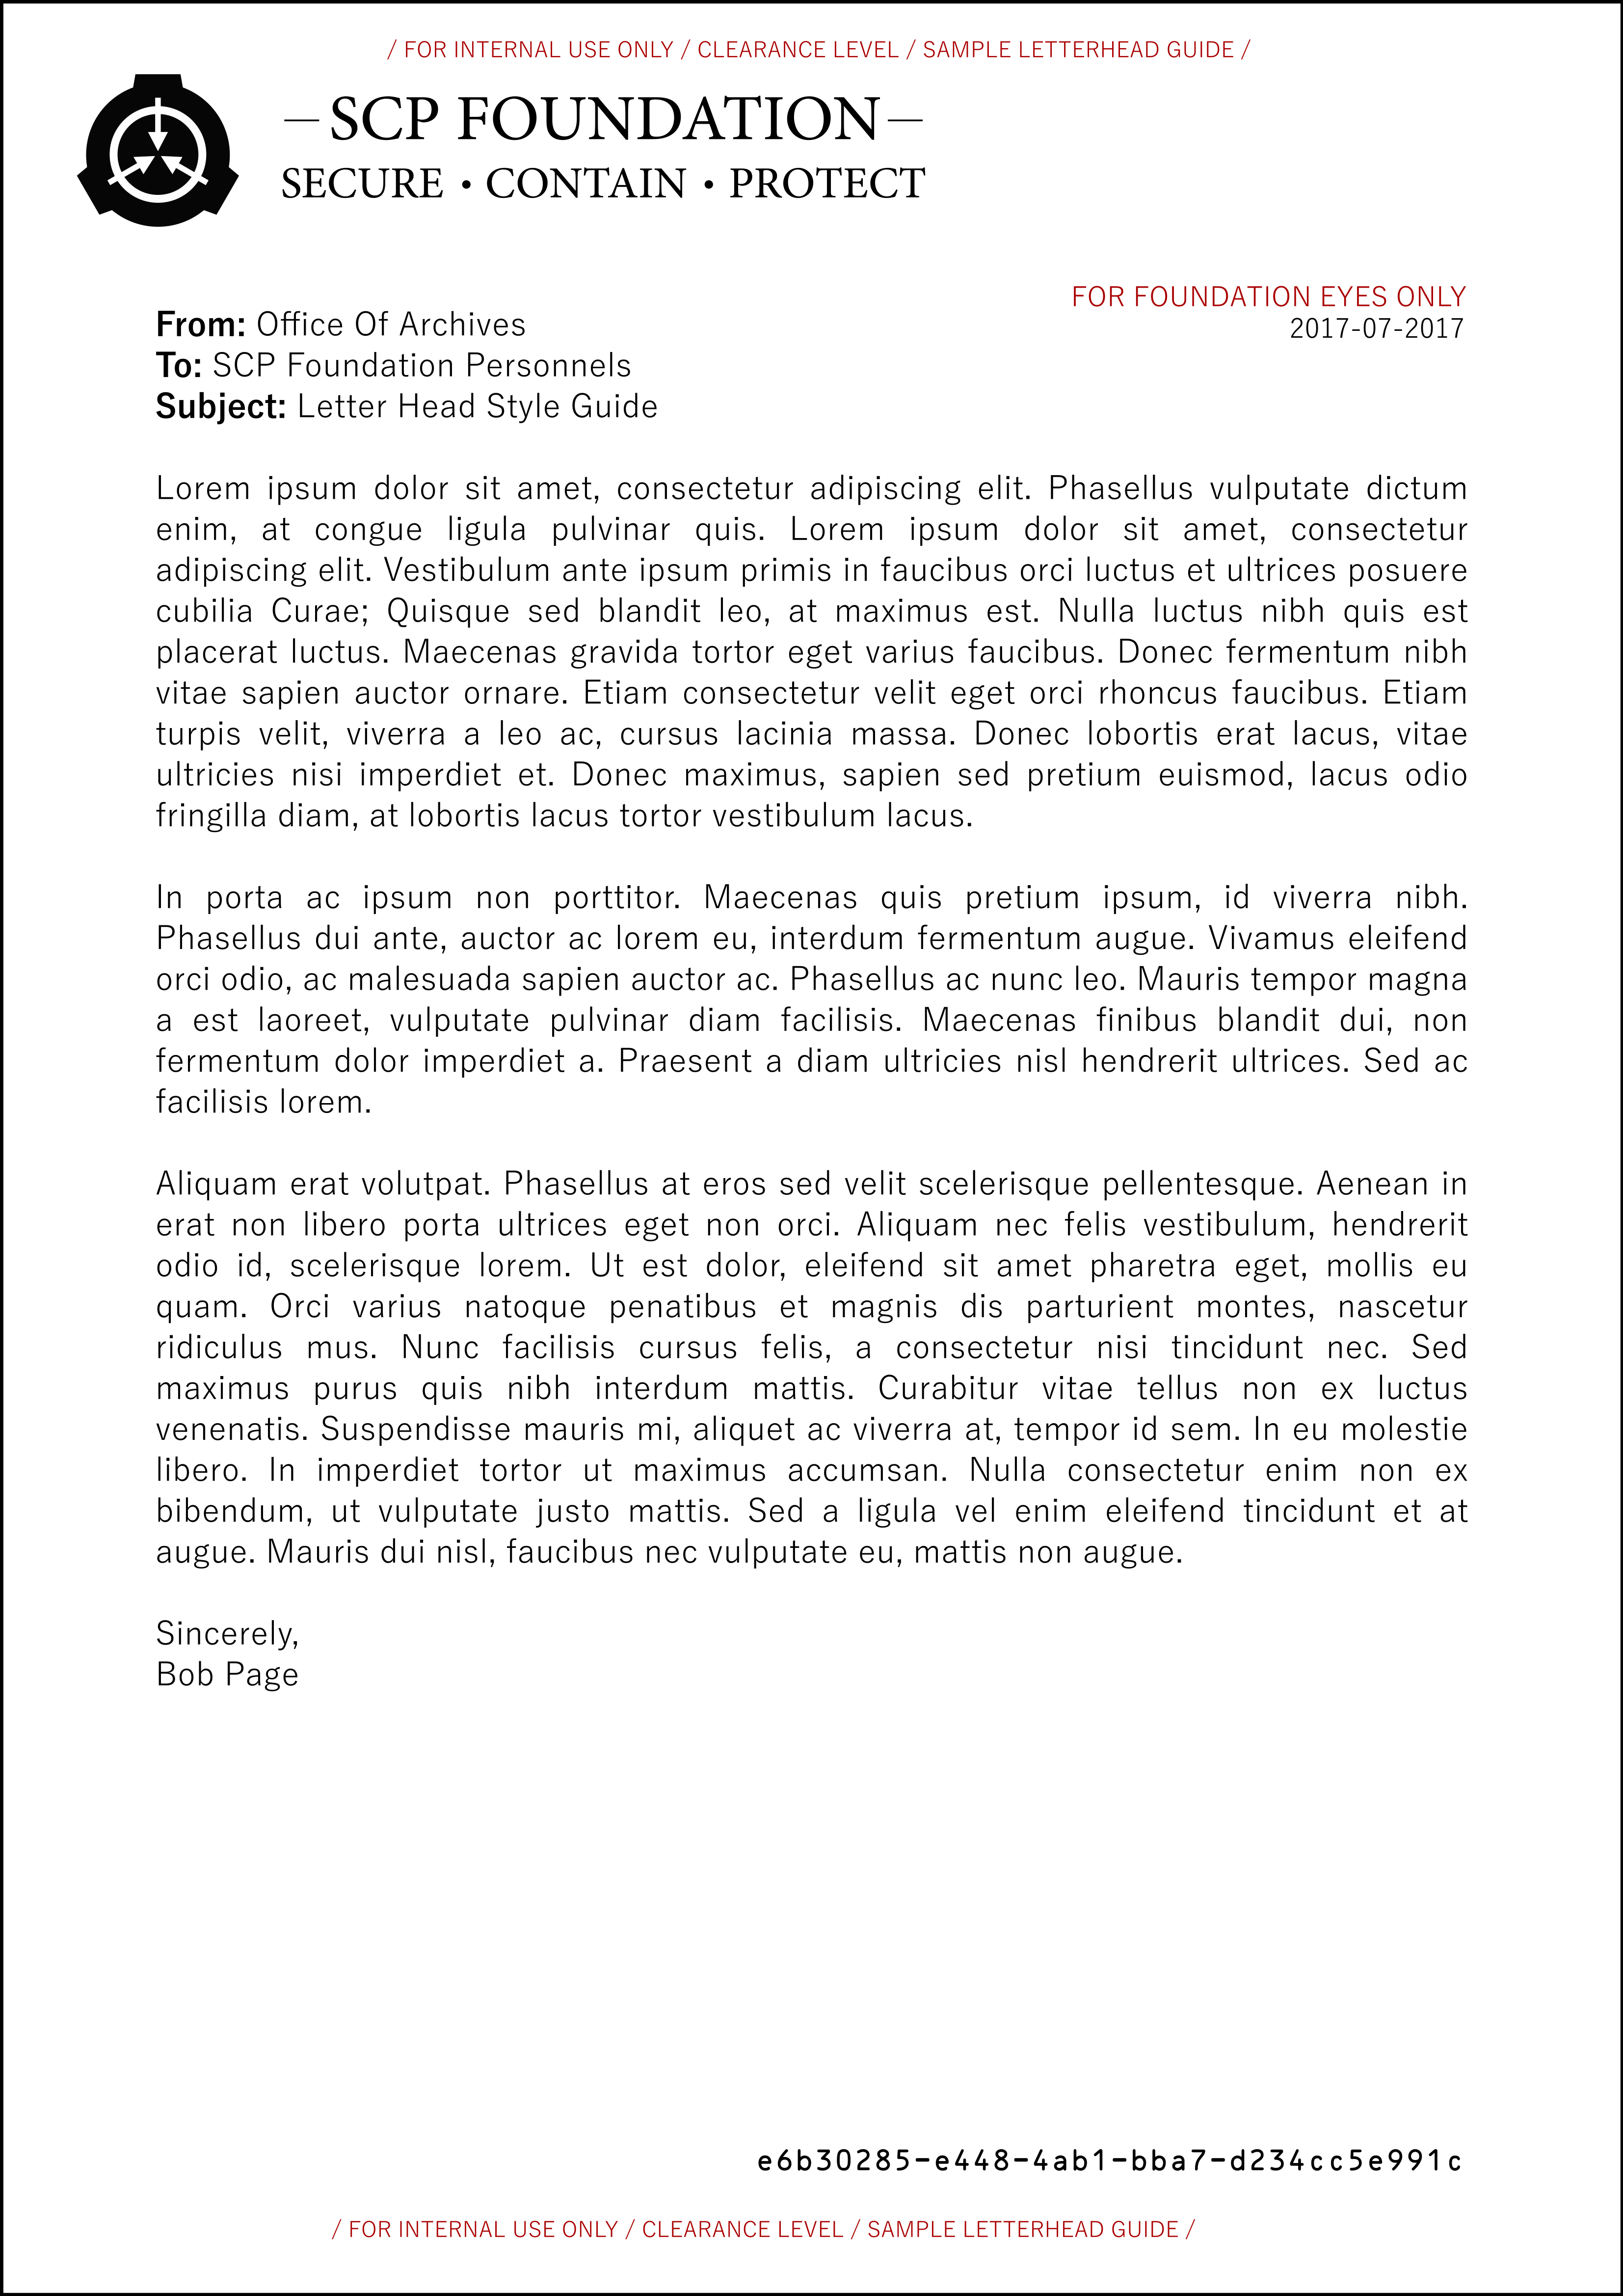 / FOR INTERNAL USE ONLY / CLEARANCE LEVEL / SAMPLE LETTERHEAD GUIDE /
—SCP FOUNDATION—
SECURE • CONTAIN • PROTECT
FOR FOUNDATION EYES ONLY
2017-07-2017
From: Office Of Archives
To: SCP Foundation Personnels
Subject: Letter Head Style Guide
Lorem ipsum dolor sit amet, consectetur adipiscing elit. Phasellus vulputate dictum
enim, at congue ligula pulvinar quis. Lorem ipsum dolor sit amet, consectetur
adipiscing elit. Vestibulum ante ipsum primis in faucibus orci luctus et ultrices posuere
cubilia Curae; Quisque sed blandit leo, at maximus est. Nulla luctus nibh quis est
placerat luctus. Maecenas gravida tortor eget varius faucibus. Donec fermentum nibh
vitae sapien auctor ornare. Etiam consectetur velit eget orci rhoncus faucibus. Etiam
turpis velit, viverra a leo ac, cursus lacinia massa. Donec lobortis erat lacus, vitae
ultricies nisi imperdiet et. Donec maximus, sapien sed pretium euismod, lacus odio
fringilla diam, at lobortis lacus tortor vestibulum lacus.
In porta ac ipsum non porttitor. Maecenas quis pretium ipsum, id viverra nibh.
Phasellus dui ante, auctor ac lorem eu, interdum fermentum augue. Vivamus eleifend
orci odio, ac malesuada sapien auctor ac. Phasellus ac nunc leo. Mauris tempor magna
a est laoreet, vulputate pulvinar diam facilisis. Maecenas finibus blandit dui, non
fermentum dolor imperdiet a. Praesent a diam ultricies nisl hendrerit ultrices. Sed ac
facilisis lorem.
Aliquam erat volutpat. Phasellus at eros sed velit scelerisque pellentesque. Aenean in
erat non libero porta ultrices eget non orci. Aliquam nec felis vestibulum, hendrerit
odio id, scelerisque lorem. Ut est dolor, eleifend sit amet pharetra eget, mollis eu
quam. Orci varius natoque penatibus et magnis dis parturient montes, nascetur
ridiculus mus. Nunc facilisis cursus felis, a consectetur nisi tincidunt nec. Sed
maximus purus quis nibh interdum mattis. Curabitur vitae tellus non ex luctus
venenatis. Suspendisse mauris mi, aliquet ac viverra at, tempor id sem. In eu molestie
libero. In imperdiet tortor ut maximus accumsan. Nulla consectetur enim non ex
bibendum, ut vulputate justo mattis. Sed a ligula vel enim eleifend tincidunt et at
augue. Mauris dui nisl, faucibus nec vulputate eu, mattis non augue.
Sincerely,
Bob Page
e6b30285-e448-4ab1-bba7-d234cc5e991c
/ FOR INTERNAL USE ONLY / CLEARANCE LEVEL / SAMPLE LETTERHEAD GUIDE /